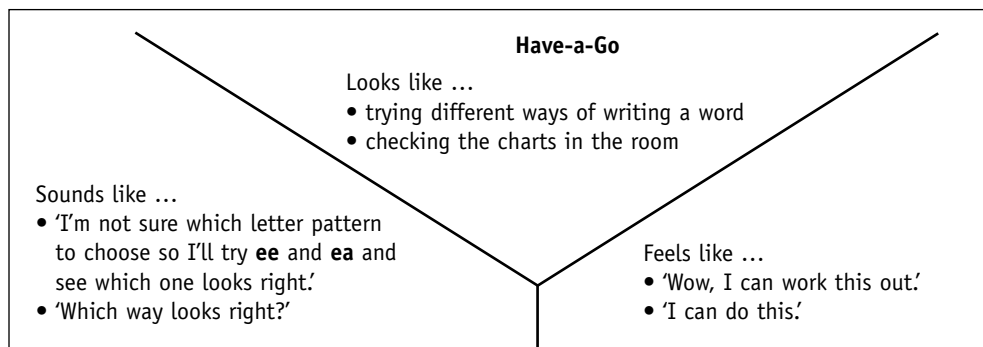 Have-a-Go
Looks like …
• trying different ways of writing a word
• checking the charts in the room
Sounds like …
• ‘I’m not sure which letter pattern
to choose so I’ll try ee and ea and
see which one looks right.’
• ‘Which way looks right?’
Feels like …
• ‘Wow, I can work this out.’
• ‘I can do this.’